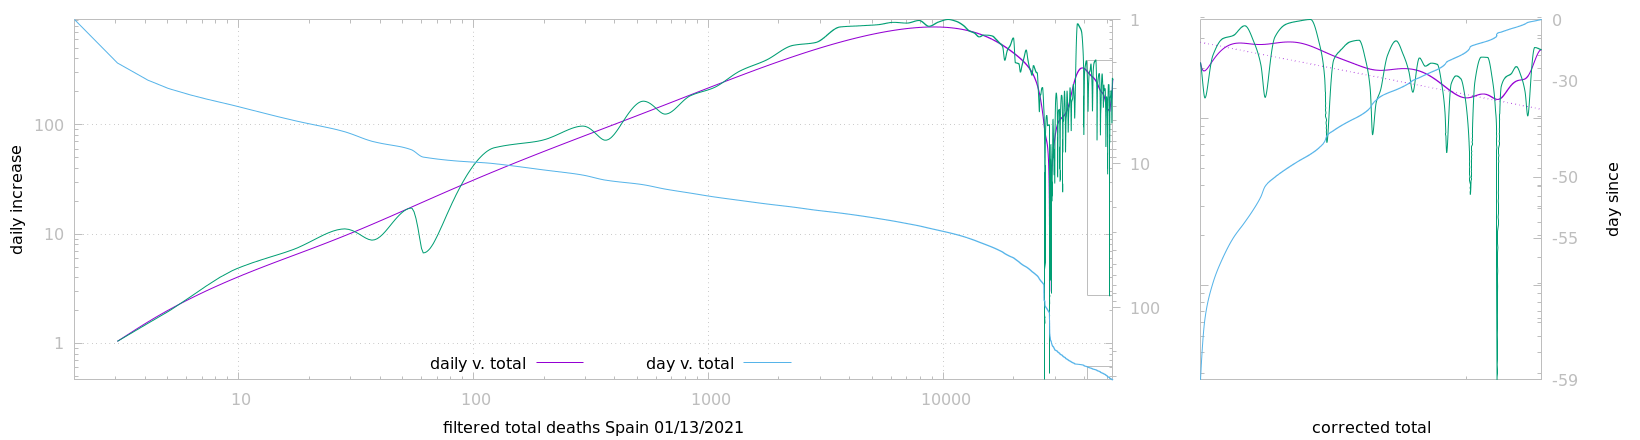 daily increase
100
10
1
10
100
1000
10000
1
10
100
daily v. total
day v. total
filtered total deaths Spain 01/13/2021
0
-30
-50
-55
-59
day since
corrected total